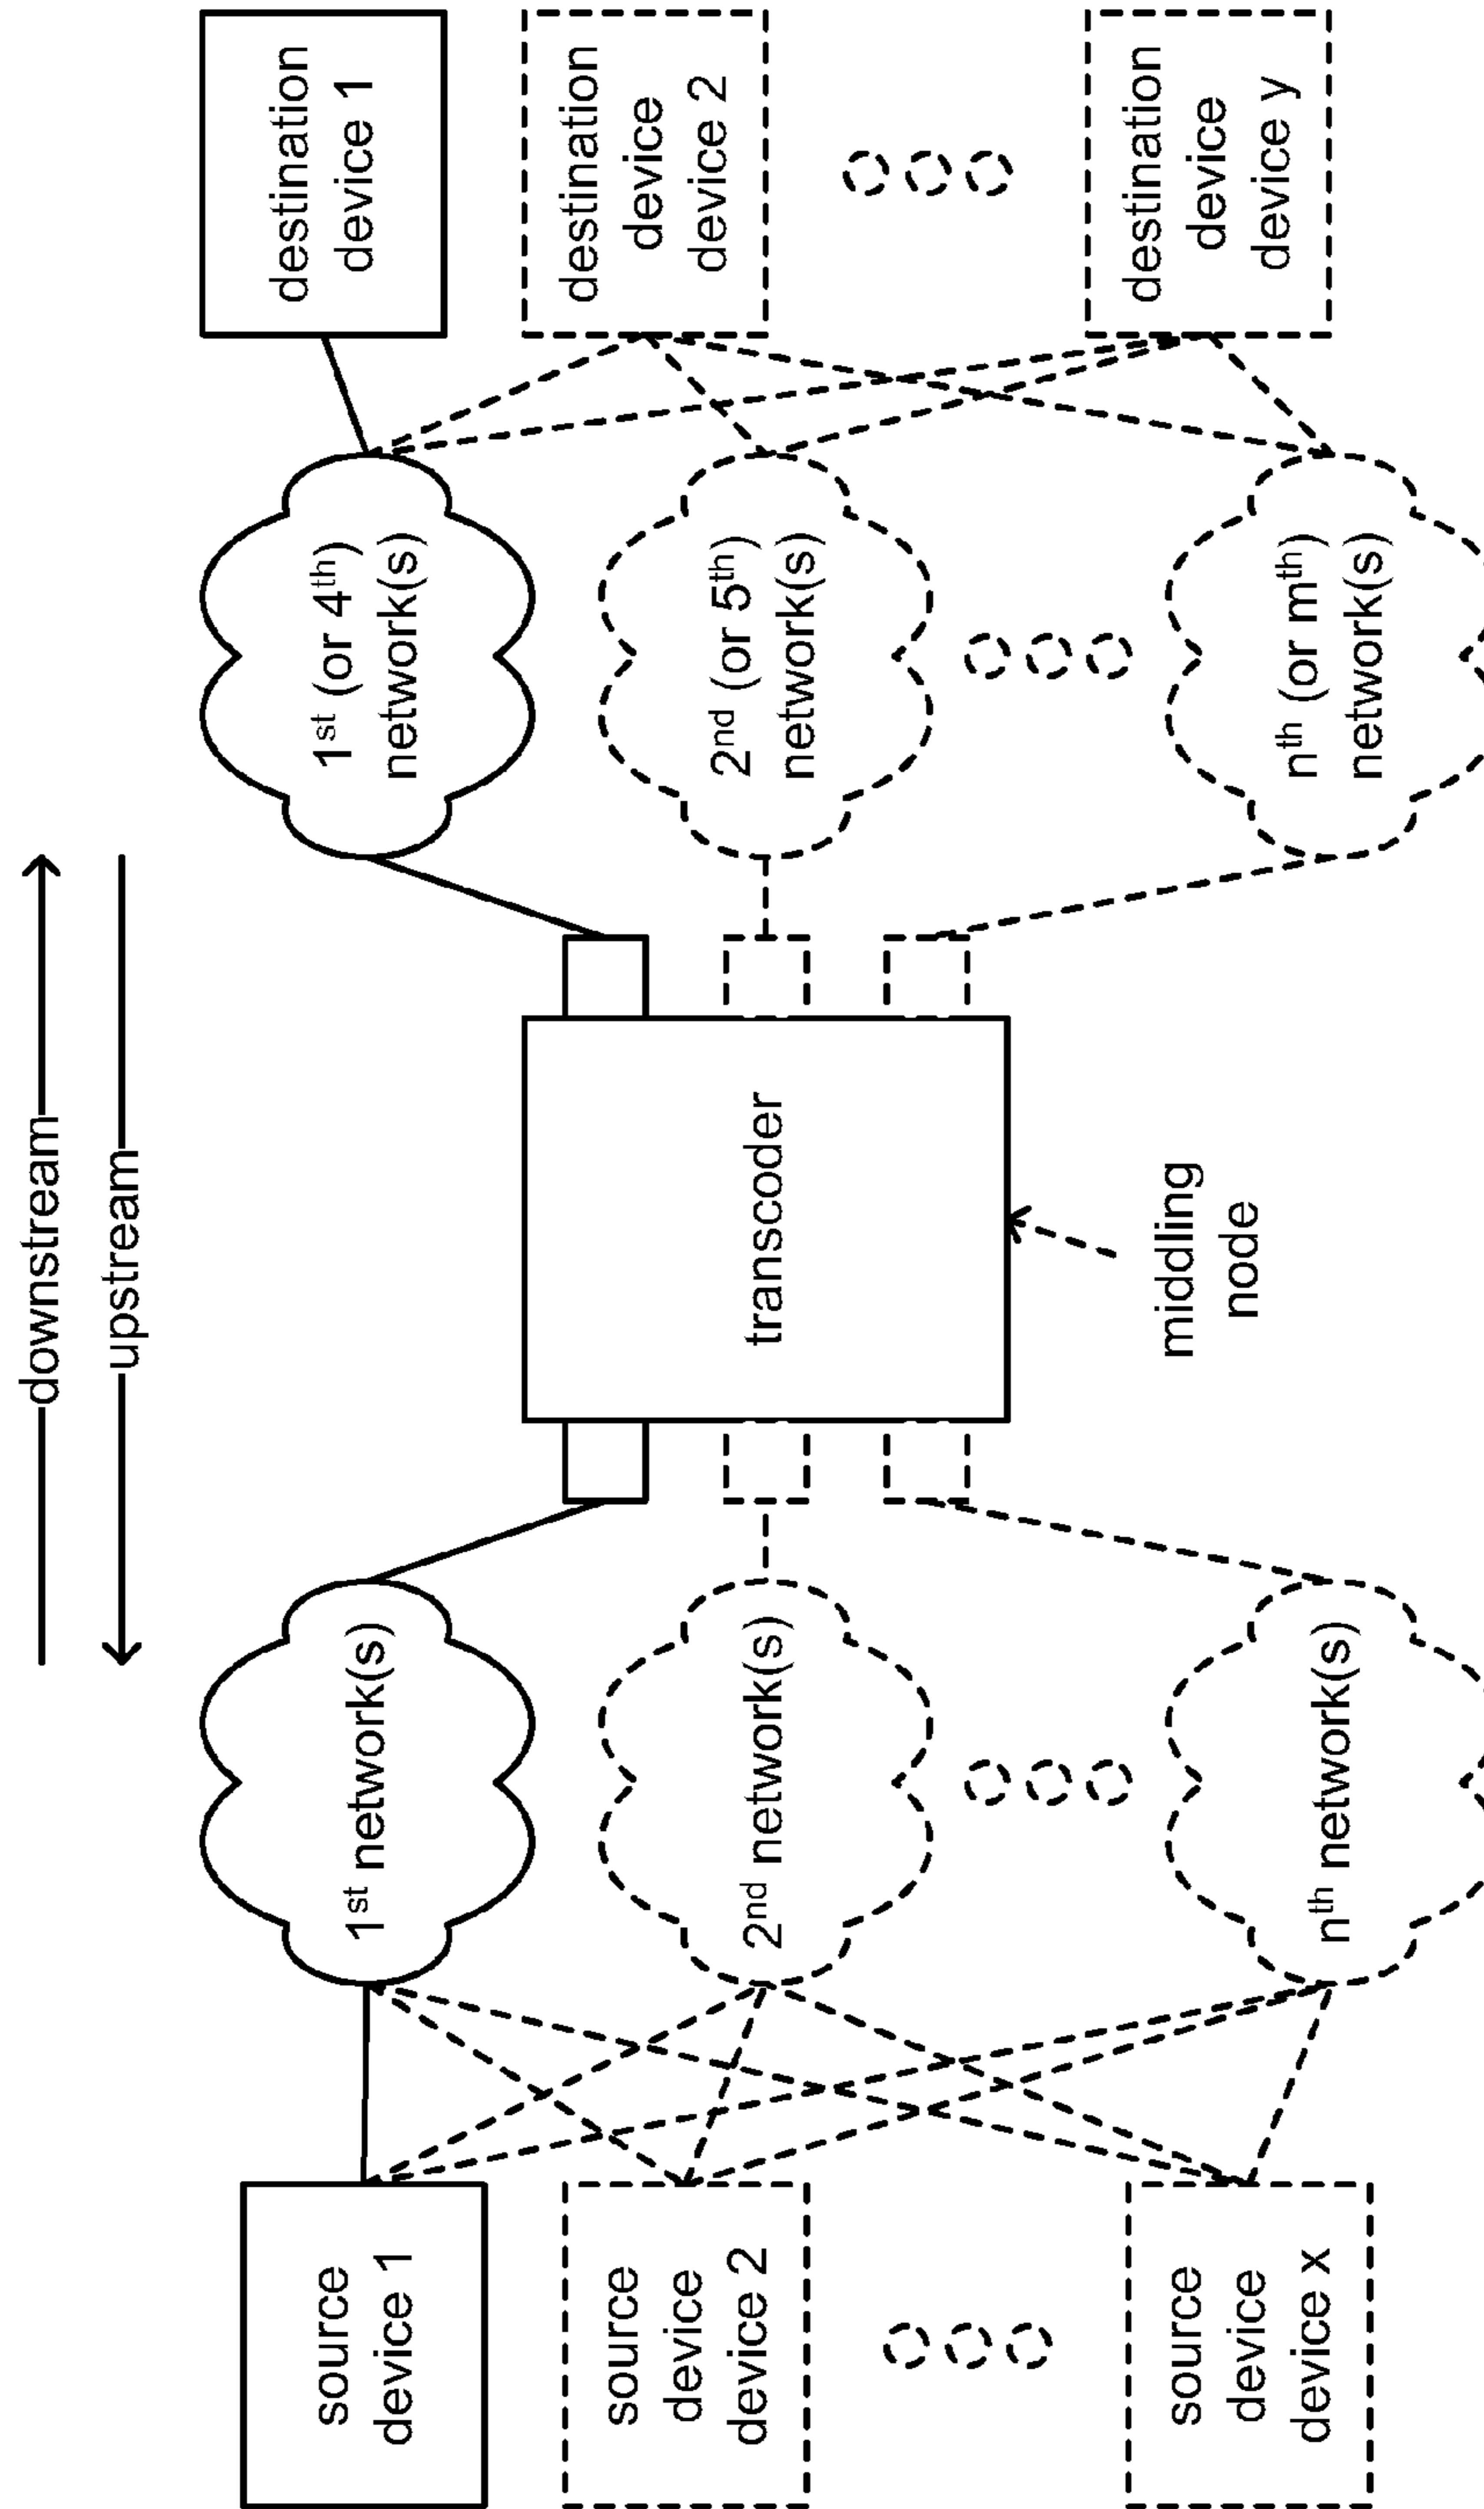 downstream
upstream
source
device 1
source
device
device 2
source
device
device x
1st network(s)
2nd network(s)
nth network(s)
transcoder
middling
node
1st (or 4th)
network(s)
2nd (or 5th)
network(s)
nth (or mth)
network(s)
destination
device 1
destination
device
device 2
destination
device
device y